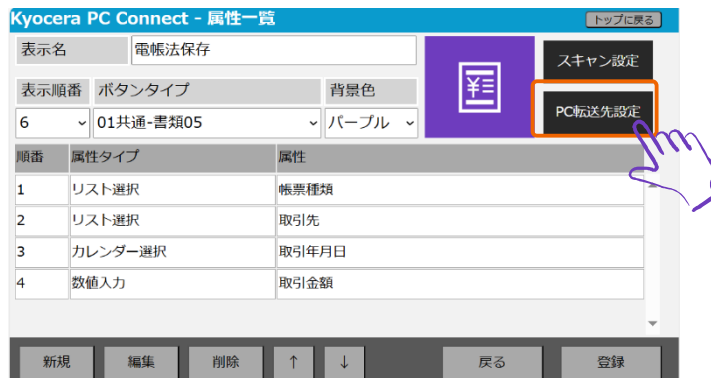 Kyocera PC Connect - 属性一覧 トップに戻る
表示名 電帳法保存 スキャン設定
表示順番 ボタンタイプ 背景色
¥
6 01共通-書類05 パープル PC転送先設定
順番 属性タイプ 属性
1 リスト選択 帳票種類
2 リスト選択 取引先
3 カレンダー選択 取引年月日
4 数値入力 取引金額
新規 編集 削除 ↑ ↓ 戻る 登録